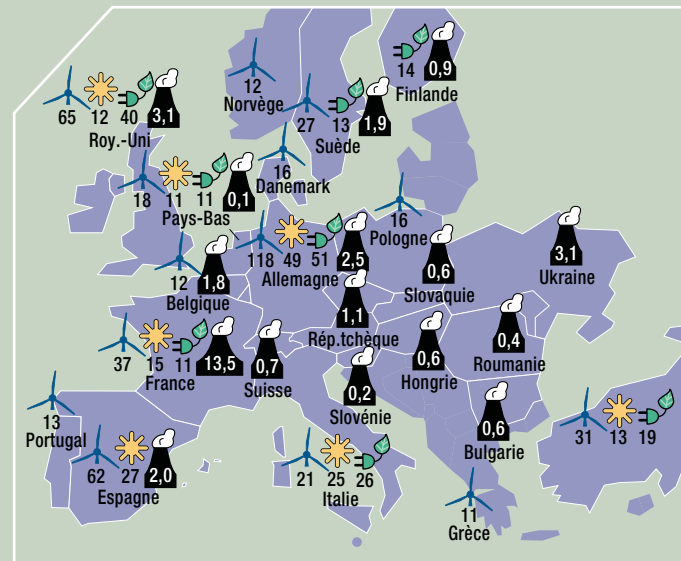 12
Norvège
27 13 1,9
Suède
14 0,9
Finlande
65 12 40 3,1
Roy.-Uni
18 11 11 0,1
Pays-Bas
16
Danemark
118 49 51 2,5
Allemagne
16
Pologne
0,6
Slovaquie
3,1
Ukraine
12 1,8
Belgique
1,1
Rép.tchèque
37 15 11 13,5
France
0,7
Suisse
0,2
Slovénie
0,6
Hongrie
0,4
Roumanie
0,6
Bulgarie
13
Portugal
62 27 2,0
Espagne
21 25 26
Italie
11
Grèce
31 13 19